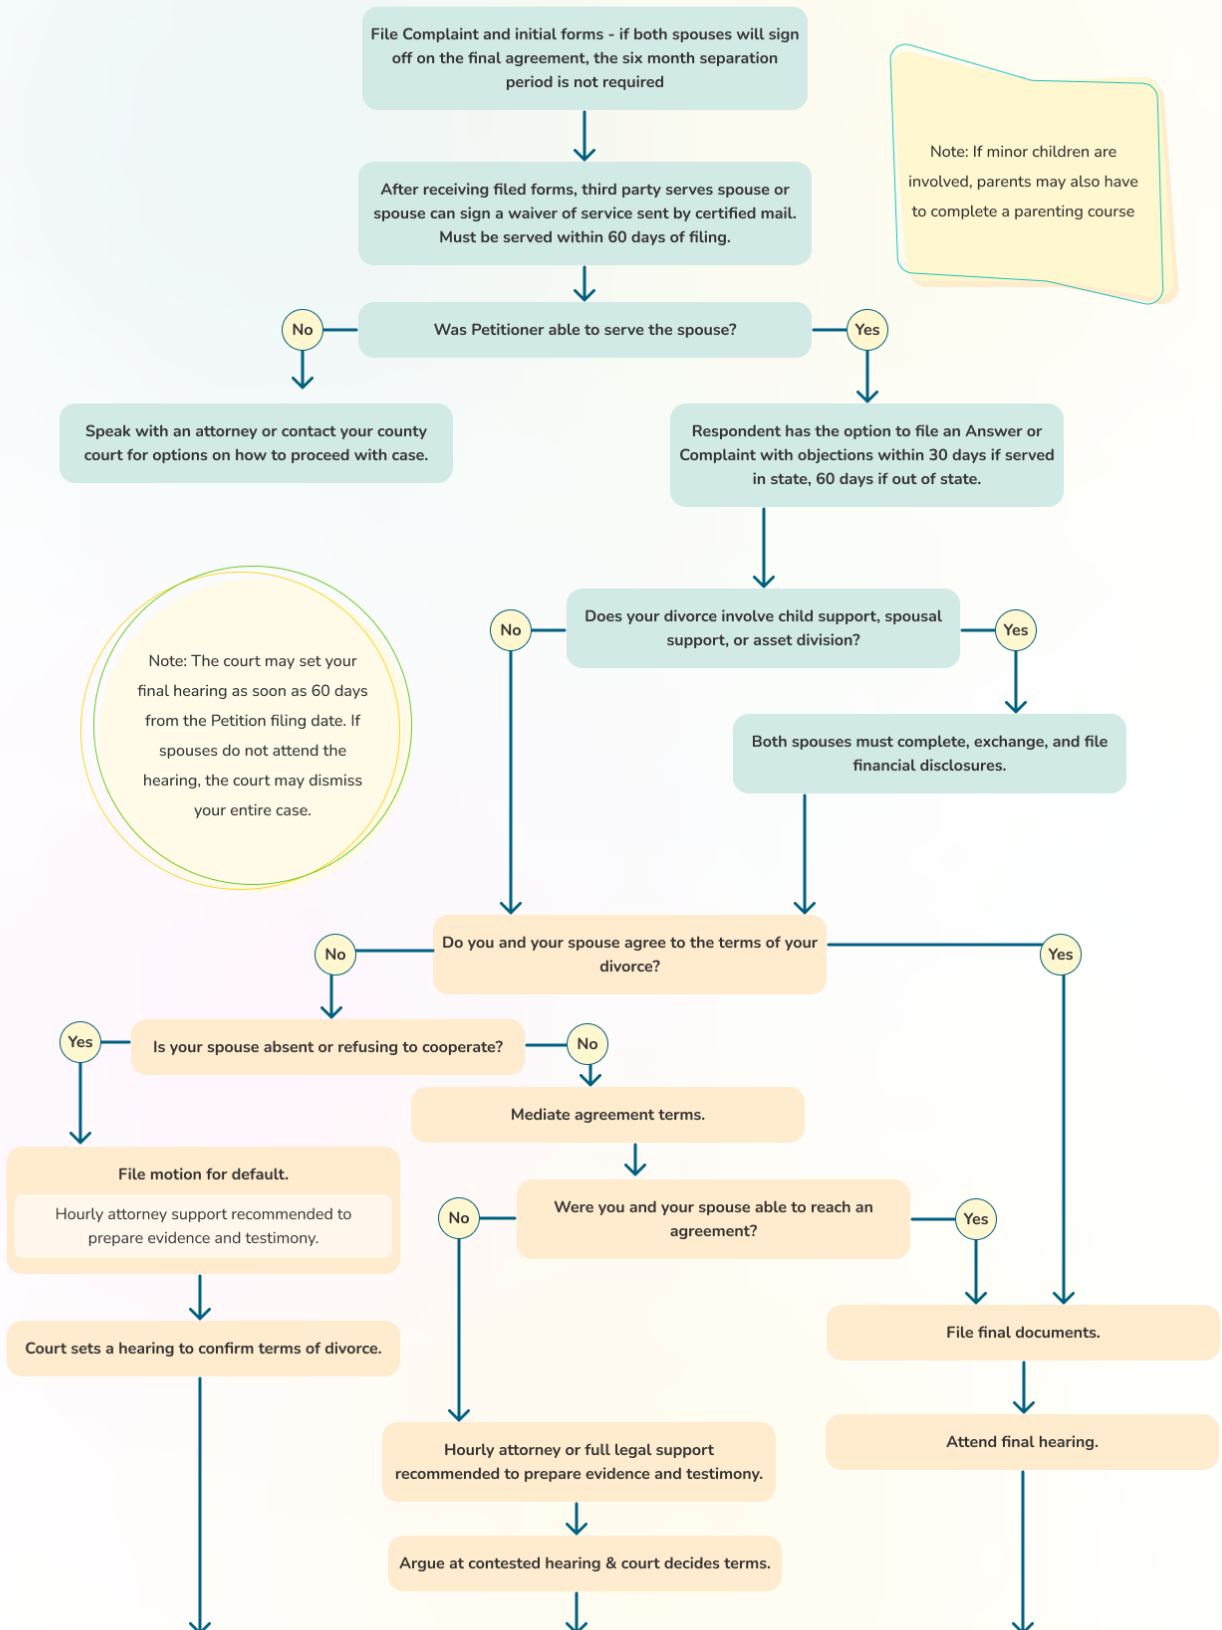 File Complaint and initial forms - if both spouses will sign
off on the final agreement, the six month separation
period is not required
Note: If minor children are
involved, parents may also have
to complete a parenting course
After receiving filed forms, third party serves spouse or
spouse can sign a waiver of service sent by certified mail.
Must be served within 60 days of filing.
No
Was Petitioner able to serve the spouse?
Yes
Speak with an attorney or contact your county
court for options on how to proceed with case.
Respondent has the option to file an Answer or
Complaint with objections within 30 days if served
in state, 60 days if out of state.
No
Does your divorce involve child support, spousal
support, or asset division?
Yes
Note: The court may set your
final hearing as soon as 60 days
from the Petition filing date. If
spouses do not attend the
hearing, the court may dismiss
your entire case.
Both spouses must complete, exchange, and file
financial disclosures.
No
Do you and your spouse agree to the terms of your
divorce?
Yes
Yes
Is your spouse absent or refusing to cooperate?
No
Mediate agreement terms.
File motion for default.
Hourly attorney support recommended to
prepare evidence and testimony.
No
Were you and your spouse able to reach an
agreement?
Yes
Court sets a hearing to confirm terms of divorce.
File final documents.
Hourly attorney or full legal support
recommended to prepare evidence and testimony.
Attend final hearing.
Argue at contested hearing & court decides terms.